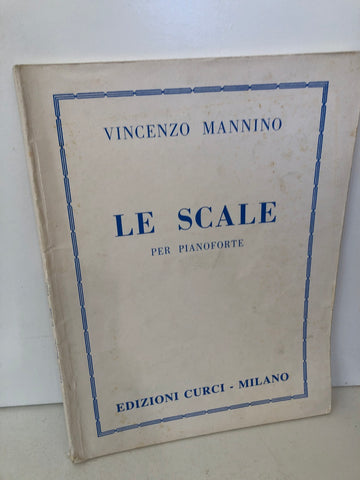 VINCENZO MANNINO
LE SCALE
PER PIANOFORTE
EDIZIONI CURCI - MILANO